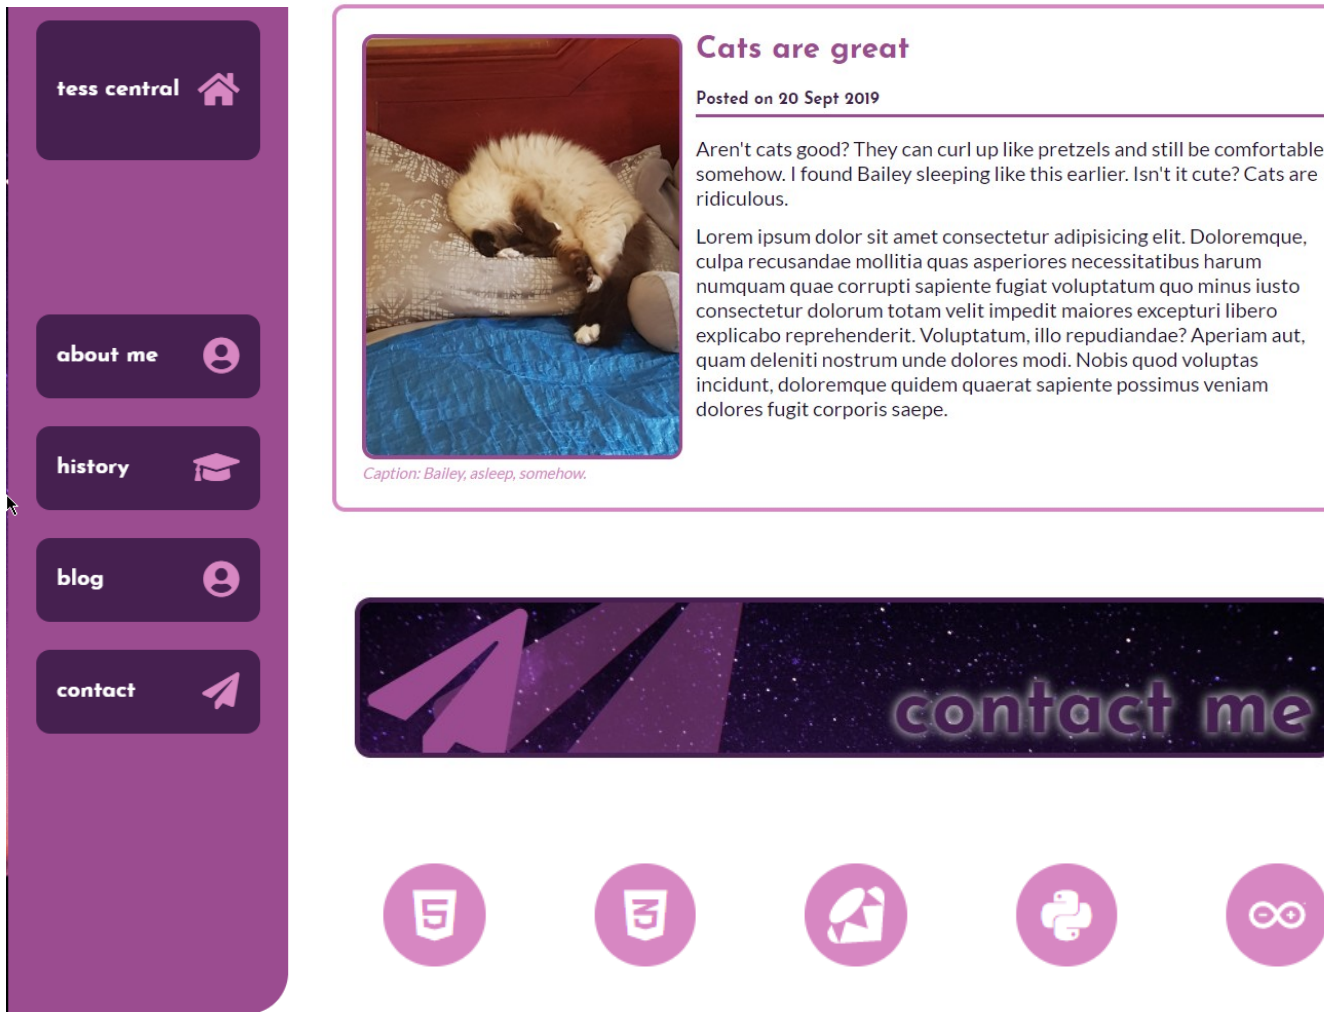 tess central
about me
history
blog
contact
Cats are great
Posted on 20 Sept 2019
Aren't cats good? They can curl up like pretzels and still be comfortable
somehow. I found Bailey sleeping like this earlier. Isn't it cute? Cats are
ridiculous.
Lorem ipsum dolor sit amet consectetur adipisicing elit. Doloremque,
culpa recusandae mollitia quas asperiores necessitatibus harum
numquam quae corrupti sapiente fugiat voluptatum quo minus iusto
consectetur dolorum totam velit impedit maiores excepturi libero
explicabo reprehenderit. Voluptatum, illo repudiandae? Aperiam aut,
quam deleniti nostrum unde dolores modi. Nobis quod voluptas
incidunt, doloremque quidem quaerat sapiente possimus veniam
dolores fugit corporis saepe.
Caption: Bailey, asleep, somehow.
contact me